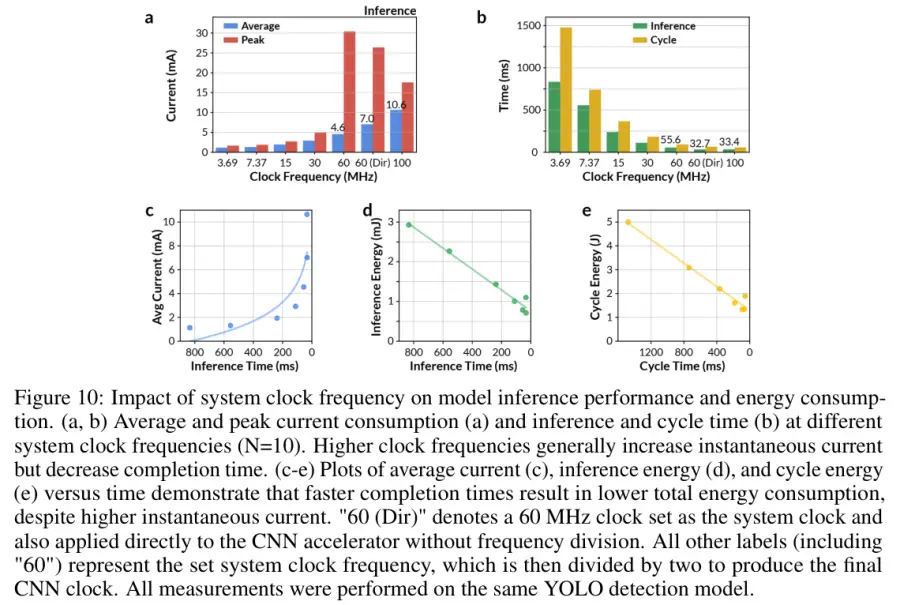 Inference
a
Average
Peak
Current (mA)
30
25
20
15
10
5
0
4.6
7.0
10.6
3.69 7.37 15 30 60 60 (Dir) 100
Clock Frequency (MHz)
b
Inference
Cycle
Time (ms)
1500
1000
500
0
55.6
32.7
33.4
3.69 7.37 15 30 60 60 (Dir) 100
Clock Frequency (MHz)
c
Avg Current (mA)
10
8
6
4
2
0
800 600 400 200 0
Inference Time (ms)
d
Inference Energy (mJ)
3
2
1
0
800 600 400 200 0
Inference Time (ms)
e
Cycle Energy (J)
5
4
3
2
1
0
1200 800 400 0
Cycle Time (ms)
Figure 10: Impact of system clock frequency on model inference performance and energy consump-
tion. (a, b) Average and peak current consumption (a) and inference and cycle time (b) at different
system clock frequencies (N=10). Higher clock frequencies generally increase instantaneous current
but decrease completion time. (c-e) Plots of average current (c), inference energy (d), and cycle energy
(e) versus time demonstrate that faster completion times result in lower total energy consumption,
despite higher instantaneous current. "60 (Dir)" denotes a 60 MHz clock set as the system clock and
also applied directly to the CNN accelerator without frequency division. All other labels (including
"60") represent the set system clock frequency, which is then divided by two to produce the final
CNN clock. All measurements were performed on the same YOLO detection model.